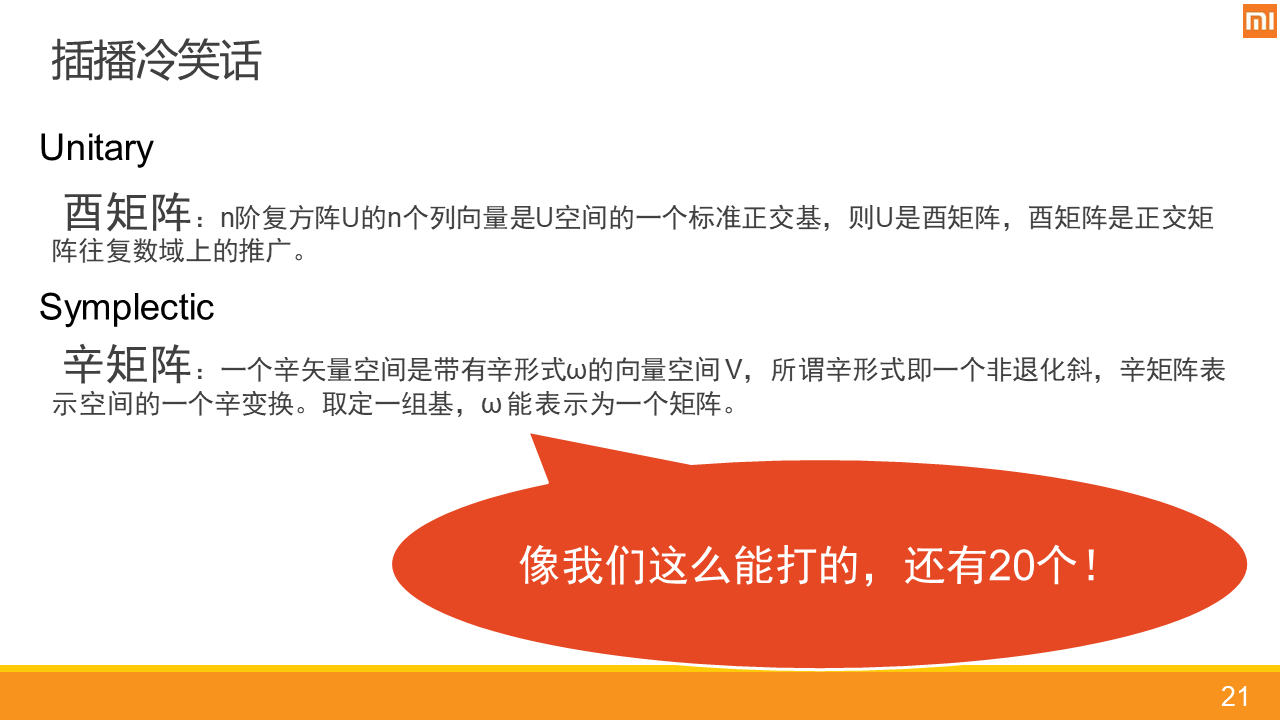 插播冷笑话
Unitary
酉矩阵：n阶复方阵U的n个列向量是U空间的一个标准正交基，则U是酉矩阵，酉矩阵是正交矩
阵往复数域上的推广。
Symplectic
辛矩阵：一个辛矢量空间是带有辛形式ω的向量空间V，所谓辛形式即一个非退化斜，辛矩阵表
示空间的一个辛变换。取定一组基，ω能表示为一个矩阵。
像我们这么能打的，还有20个！
21
mi